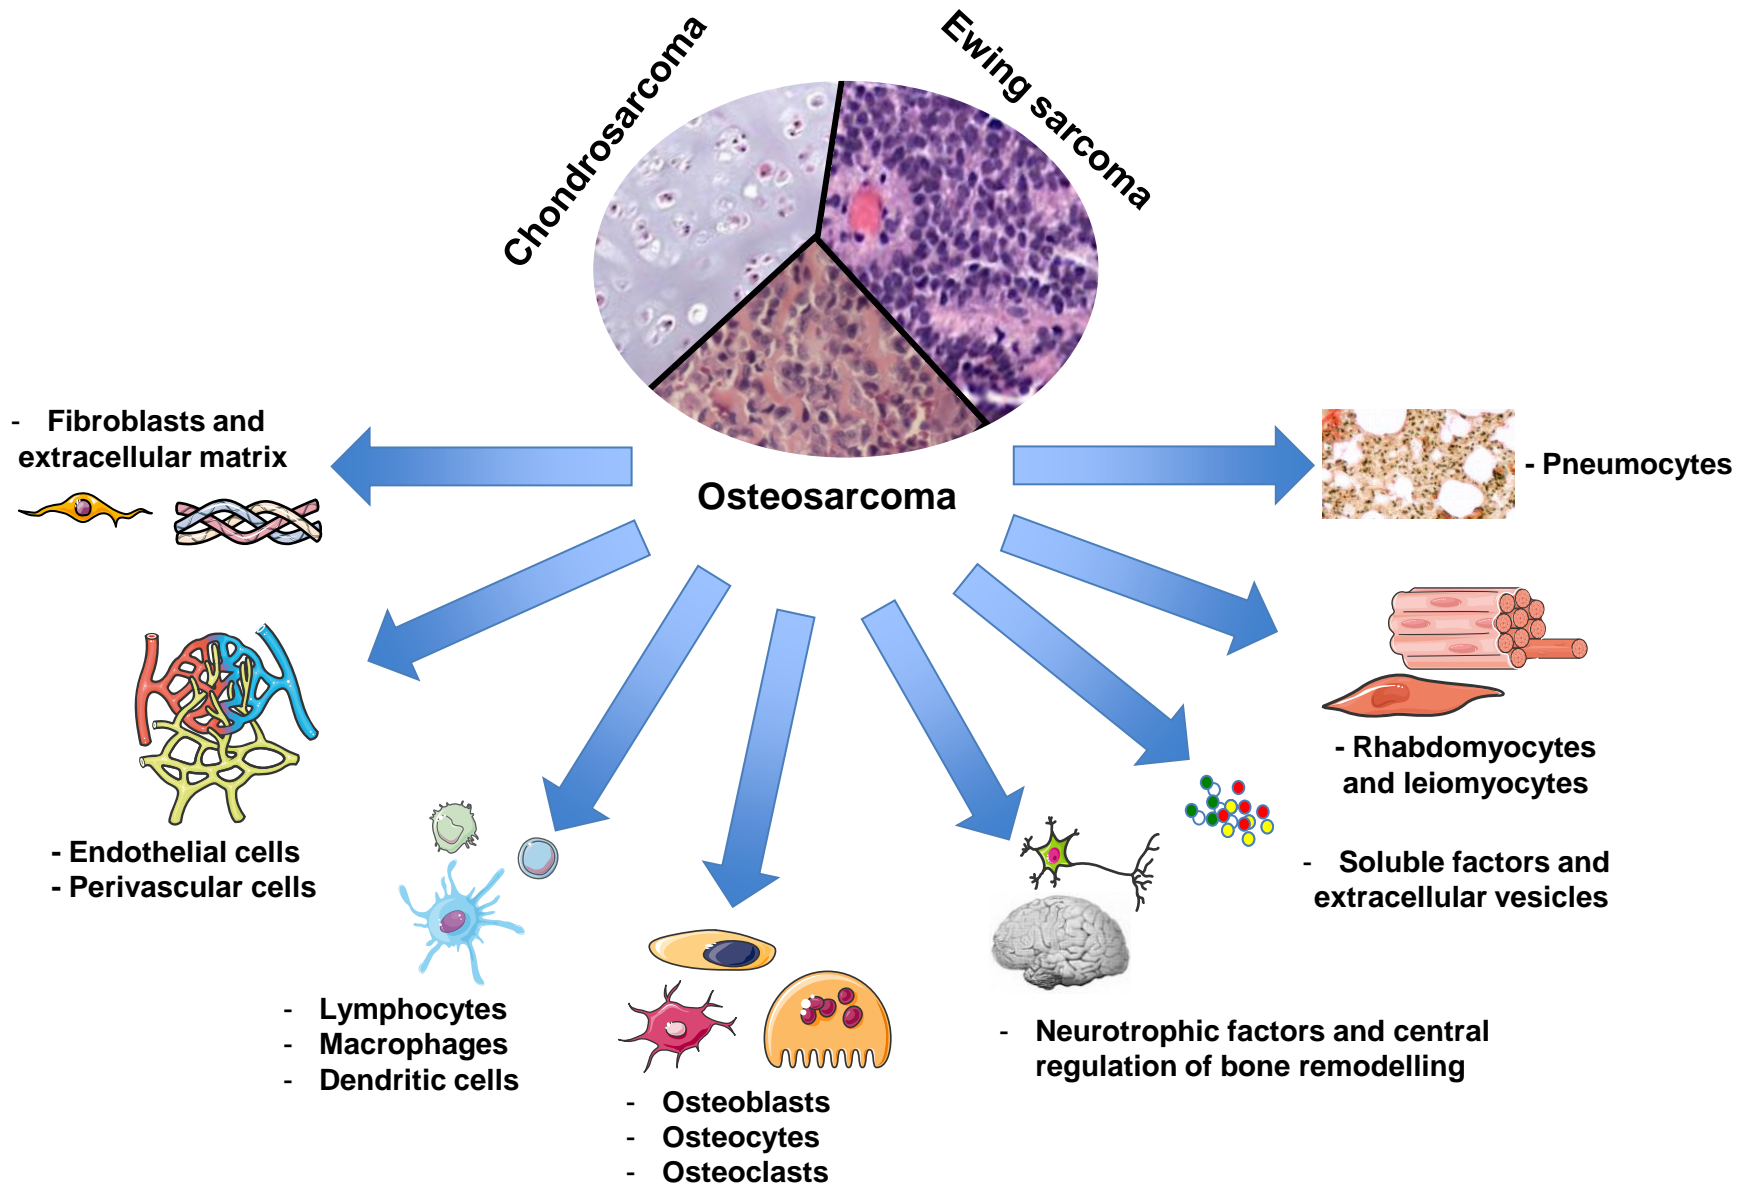 Chondrosarcoma
Ewing sarcoma
Osteosarcoma
- Fibroblasts and
extracellular matrix
- Endothelial cells
- Perivascular cells
- Lymphocytes
- Macrophages
- Dendritic cells
- Osteoblasts
- Osteocytes
- Osteoclasts
- Neurotrophic factors and central
regulation of bone remodelling
- Soluble factors and
extracellular vesicles
- Rhabdomyocytes
and leiomyocytes
- Pneumocytes